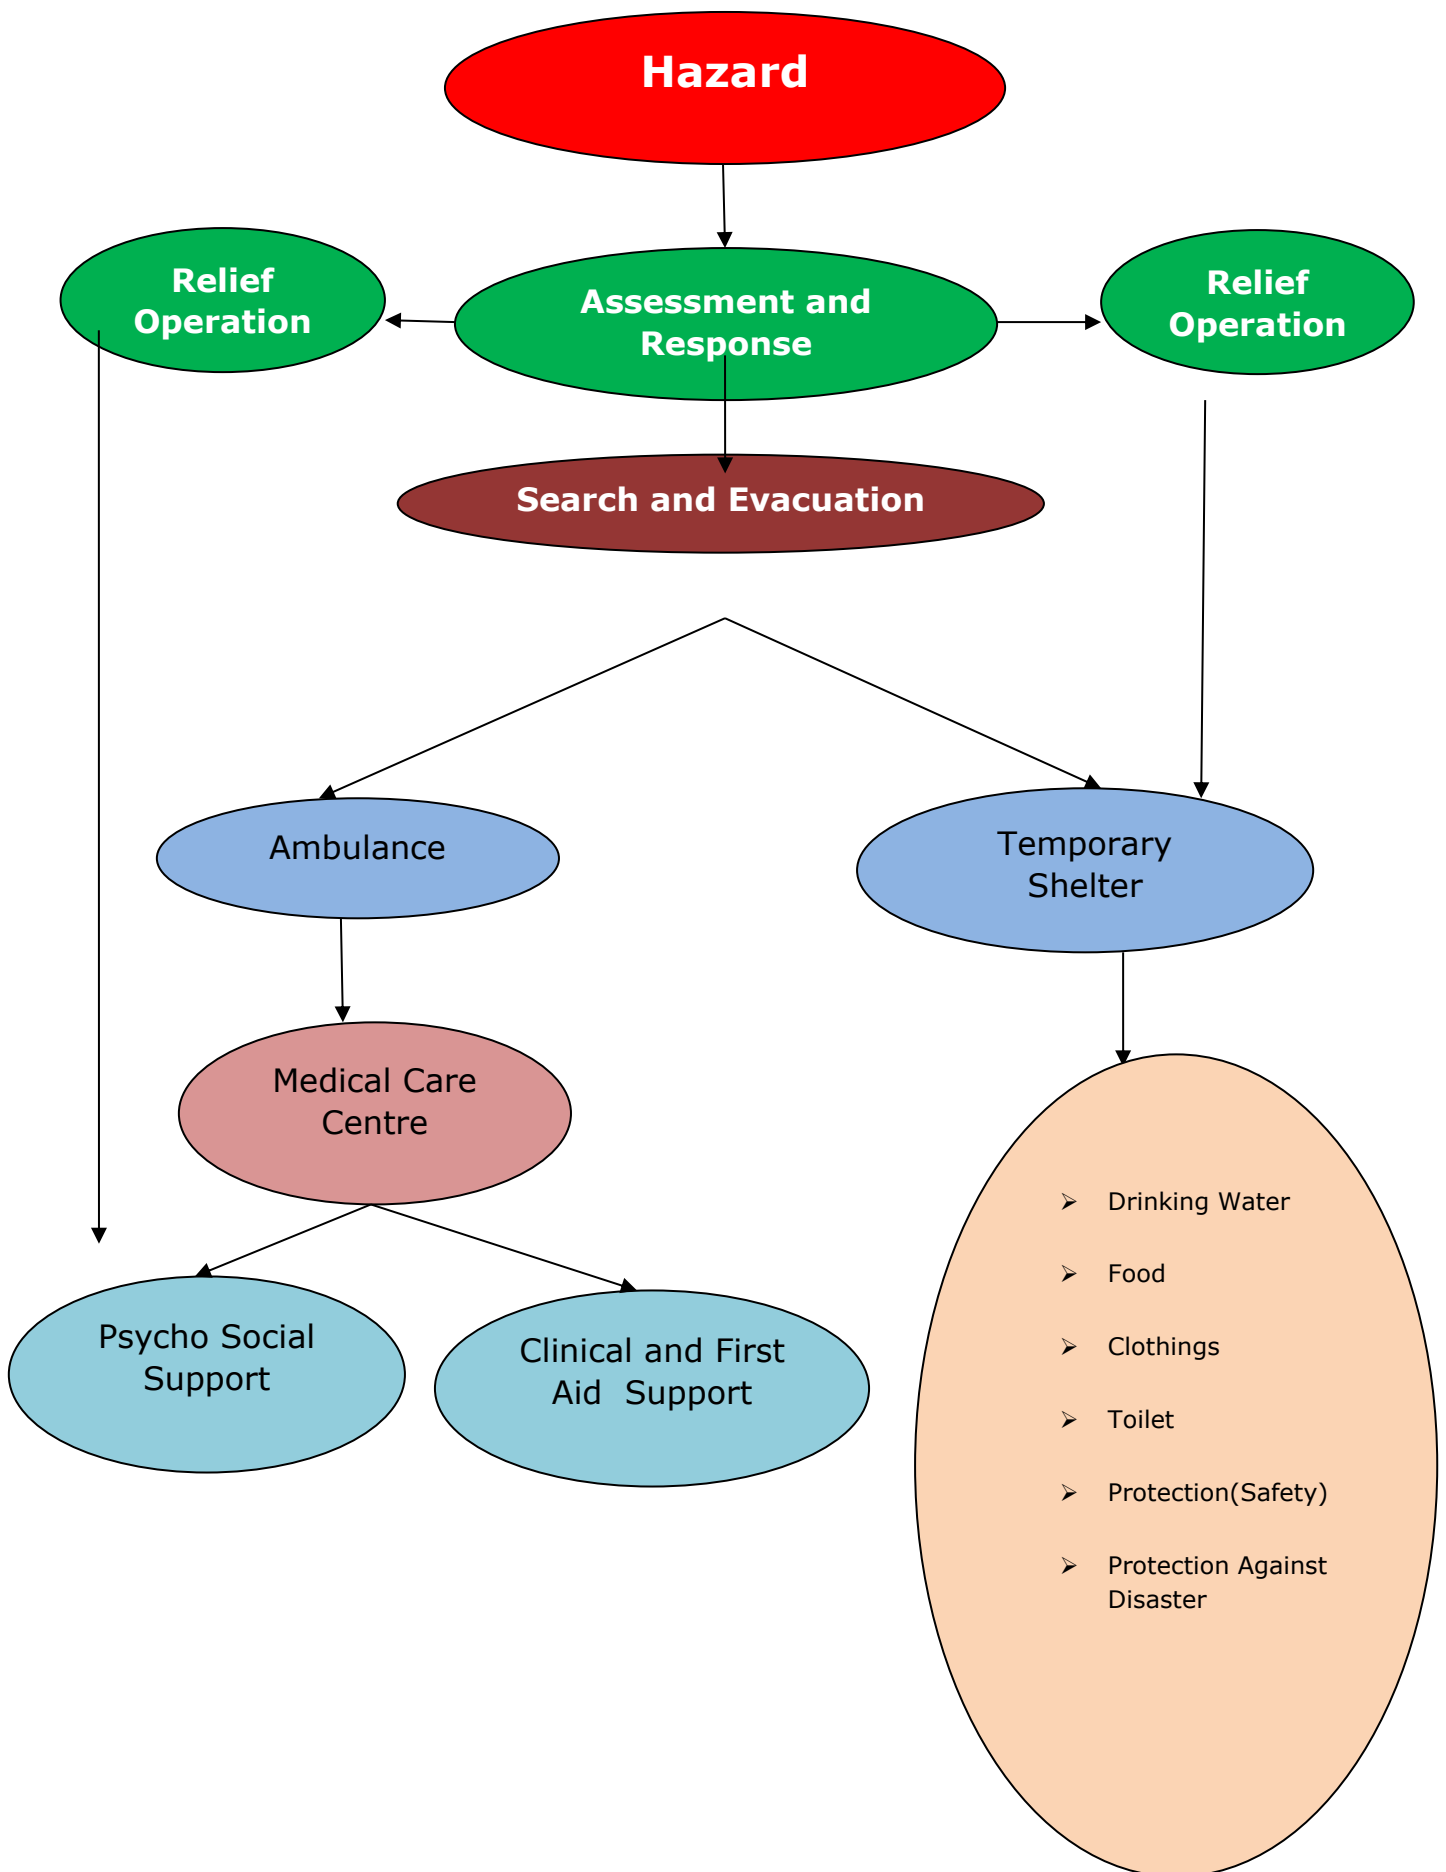 Hazard
Relief
Operation
Assessment and
Response
Relief
Operation
Search and Evacuation
Ambulance
Temporary
Shelter
Medical Care
Centre
Psycho Social
Support
Clinical and First
Aid  Support
➢ Drinking Water
➢ Food
➢ Clothings
➢ Toilet
➢ Protection(Safety)
➢ Protection Against
Disaster